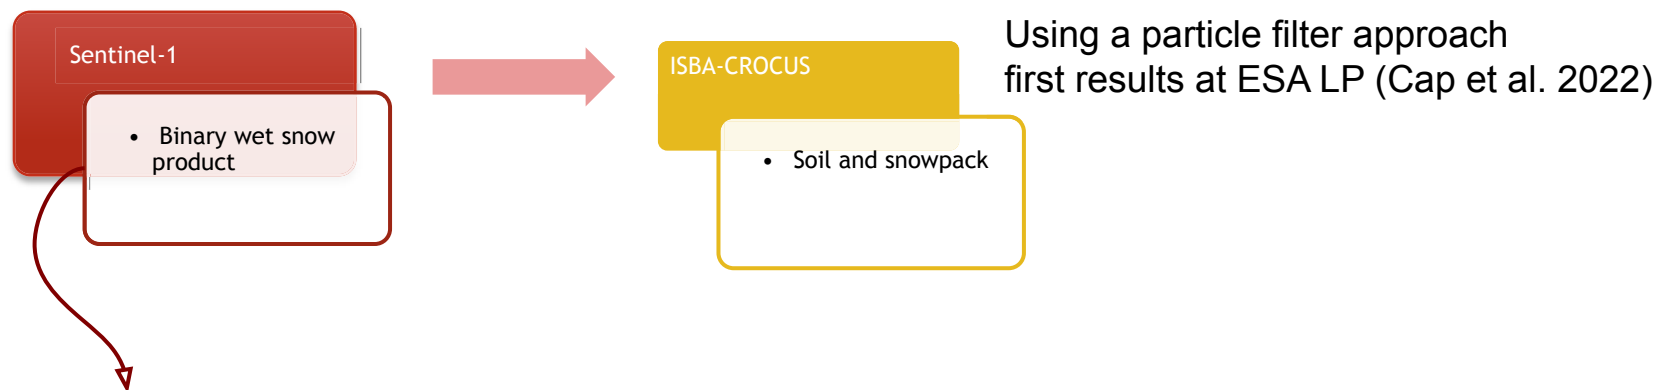 Sentinel-1
• Binary wet snow
product
ISBA-CROCUS
• Soil and snowpack
Using a particle filter approach
first results at ESA LP (Cap et al. 2022)